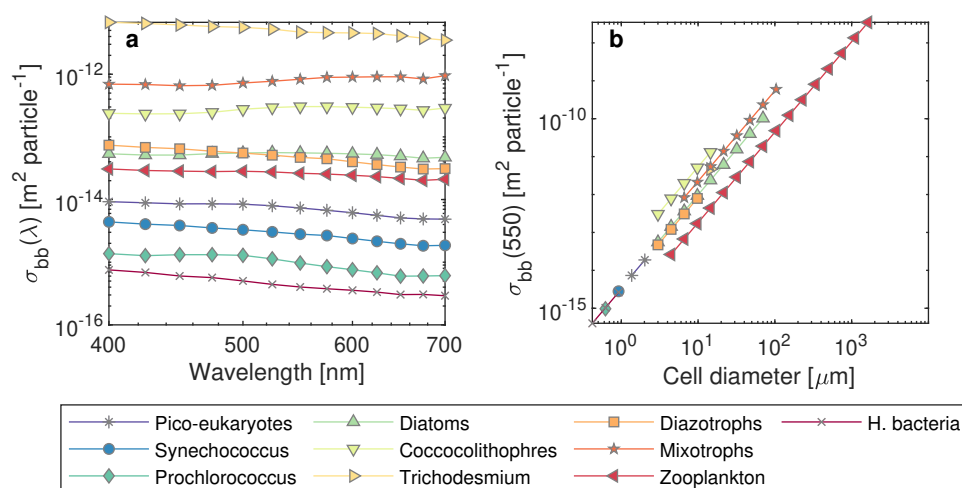 a
b
10^-12
10^-14
10^-16
σ_bb(λ) [m^2 particle^-1]
400
500
600
700
Wavelength [nm]
10^-10
10^-15
σ_bb(550) [m^2 particle^-1]
10^0
10^1
10^2
10^3
Cell diameter [μm]
Pico-eukaryotes
Diatoms
Diazotrophs
H. bacteria
Synechococcus
Coccocolithophres
Mixotrophs
Prochlorococcus
Trichodesmium
Zooplankton